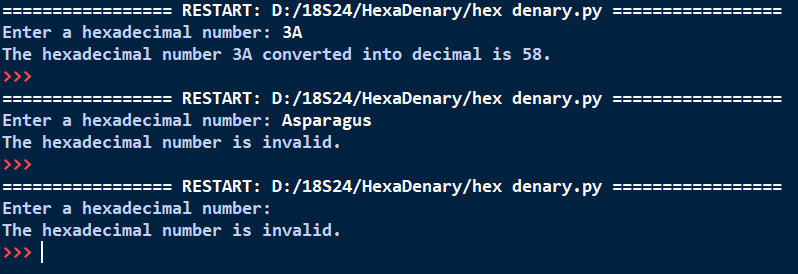 ================= RESTART: D:/18S24/HexaDenary/hex denary.py =================
Enter a hexadecimal number: 3A
The hexadecimal number 3A converted into decimal is 58.
>>>
================= RESTART: D:/18S24/HexaDenary/hex denary.py =================
Enter a hexadecimal number: Asparagus
The hexadecimal number is invalid.
>>>
================= RESTART: D:/18S24/HexaDenary/hex denary.py =================
Enter a hexadecimal number:
The hexadecimal number is invalid.
>>>